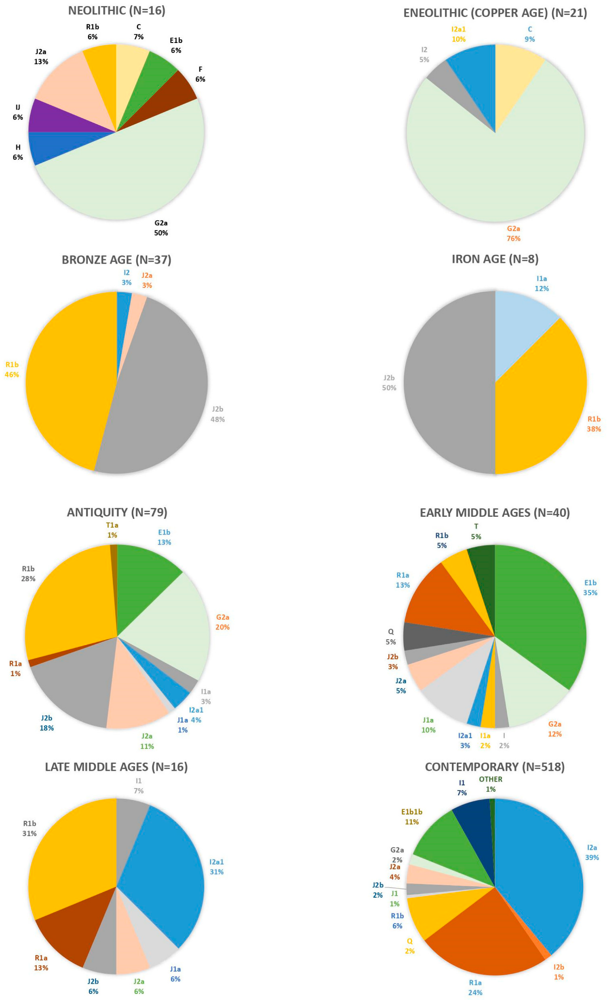 NEOLITHIC (N=16)
R1b
6%
C
7%
E1b
6%
F
6%
J2a
13%
IJ
6%
H
6%
G2a
50%
ENEOLITHIC (COPPER AGE) (N=21)
I2a1
10%
C
9%
I2
5%
G2a
76%
BRONZE AGE (N=37)
I2
3%
J2a
3%
R1b
46%
J2b
48%
IRON AGE (N=8)
I1a
12%
J2b
50%
R1b
38%
ANTIQUITY (N=79)
T1a
1%
E1b
13%
R1b
28%
G2a
20%
R1a
1%
I1a
3%
I2a1
4%
J1a
1%
J2b
18%
J2a
11%
EARLY MIDDLE AGES (N=40)
T
5%
R1b
5%
R1a
13%
E1b
35%
Q
5%
J2b
3%
J2a
5%
J1a
10%
I2a1
3%
I1a
2%
I
2%
G2a
12%
LATE MIDDLE AGES (N=16)
I1
7%
R1b
31%
I2a1
31%
R1a
13%
J2b
6%
J2a
6%
J1a
6%
CONTEMPORARY (N=518)
OTHER
1%
I1
7%
E1b1b
11%
I2a
39%
G2a
2%
J2a
4%
J2b
2%
J1
1%
R1b
6%
Q
2%
R1a
24%
I2b
1%